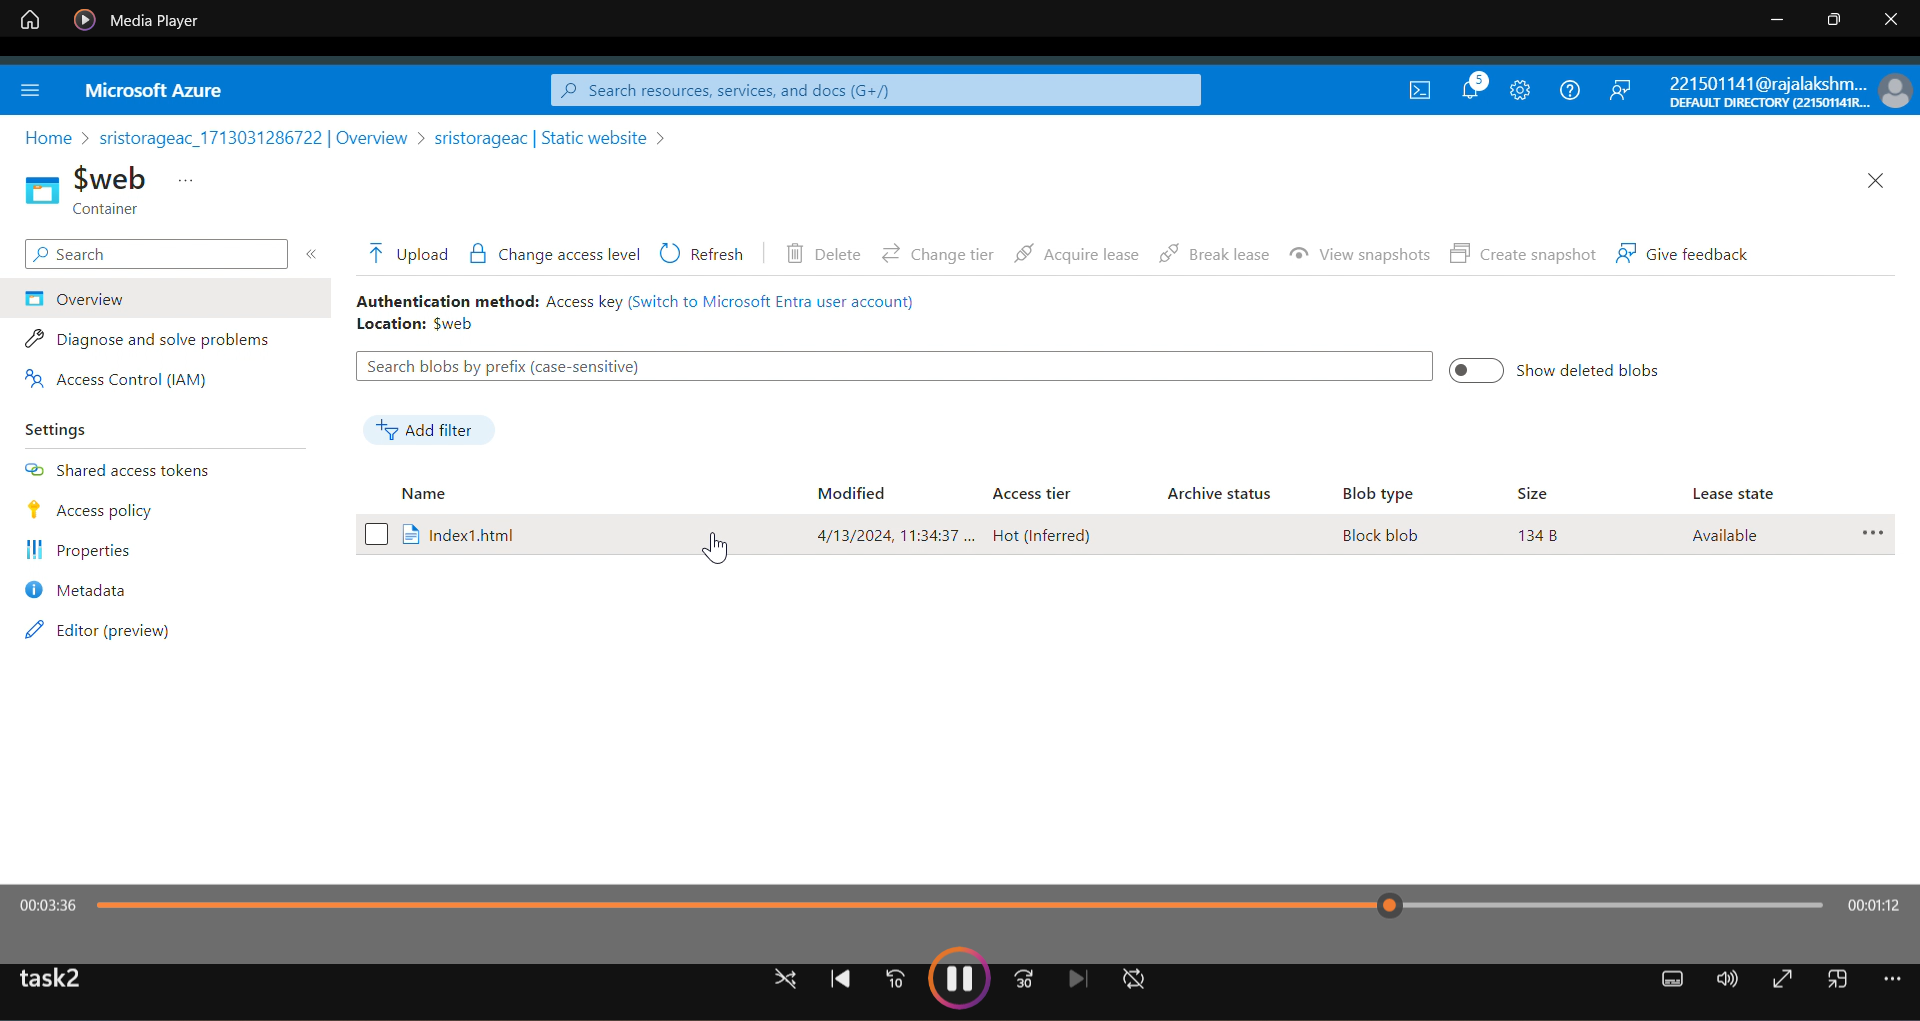 Media Player
Microsoft Azure
Search resources, services, and docs (G+/)
5
221501141@rajalakshm...
DEFAULT DIRECTORY (221501141R...
Home > sristorageac_1713031286722 | Overview > sristorageac | Static website >
$web ...
Container
Search «
Upload Change access level Refresh Delete Change tier Acquire lease Break lease View snapshots Create snapshot Give feedback
Overview
Diagnose and solve problems
Access Control (IAM)
Settings
Shared access tokens
Access policy
Properties
Metadata
Editor (preview)
Authentication method: Access key (Switch to Microsoft Entra user account)
Location: $web
Search blobs by prefix (case-sensitive)
Show deleted blobs
Add filter
Name Modified Access tier Archive status Blob type Size Lease state
Index1.html 4/13/2024, 11:34:37 ... Hot (Inferred) Block blob 134 B Available ...
00:03:36 00:01:12
task2
10 30